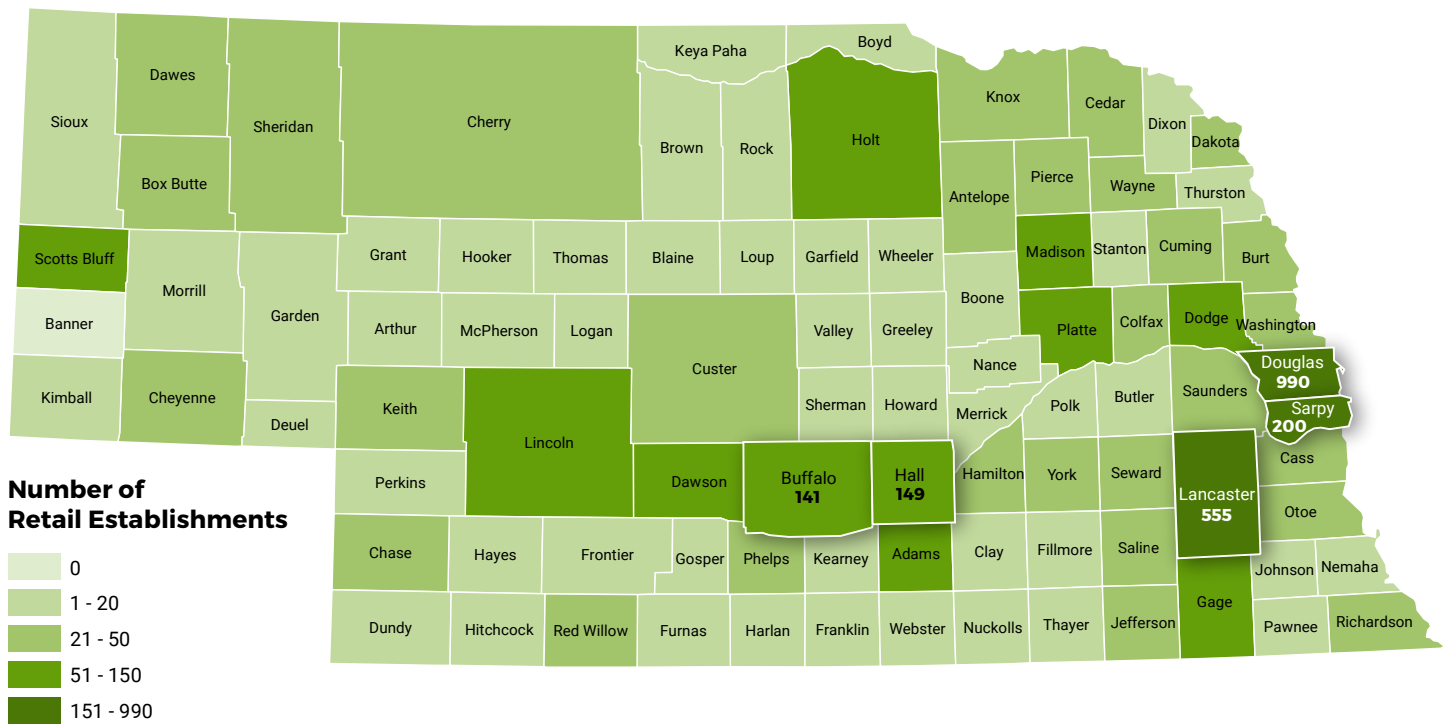 Keya Paha
Boyd
Dawes
Sioux
Sheridan
Cherry
Knox
Cedar
Dixon
Dakota
Brown
Rock
Holt
Box Butte
Antelope
Pierce
Wayne
Thurston
Scotts Bluff
Grant
Hooker
Thomas
Blaine
Loup
Garfield
Wheeler
Madison
Stanton
Cuming
Burt
Morrill
Garden
Banner
Boone
Arthur
McPherson
Logan
Valley
Greeley
Platte
Colfax
Dodge
Washington
Custer
Nance
Douglas
990
Kimball
Cheyenne
Keith
Sherman
Howard
Merrick
Polk
Butler
Saunders
Sarpy
200
Deuel
Lincoln
Perkins
Dawson
Buffalo
141
Hall
149
Hamilton
York
Seward
Lancaster
555
Cass
Otoe
Chase
Hayes
Frontier
Gosper
Phelps
Kearney
Adams
Clay
Fillmore
Saline
Johnson
Nemaha
Dundy
Hitchcock
Red Willow
Furnas
Harlan
Franklin
Webster
Nuckolls
Thayer
Jefferson
Gage
Pawnee
Richardson
Number of
Retail Establishments
0
1 - 20
21 - 50
51 - 150
151 - 990